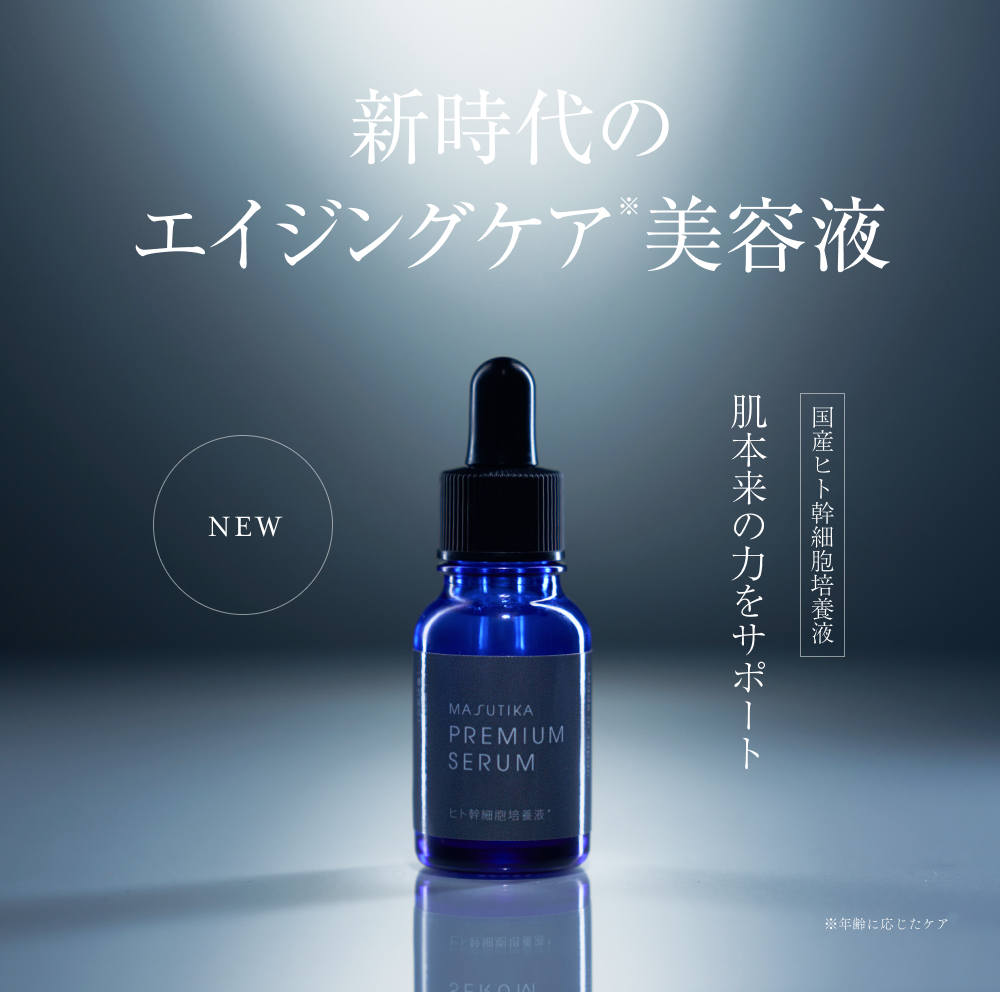 新時代の
エイジングケア※美容液
国産ヒト幹細胞培養液
肌本来の力をサポート
NEW
MASUTIKA
PREMIUM
SERUM
ヒト幹細胞培養液*
※年齢に応じたケア